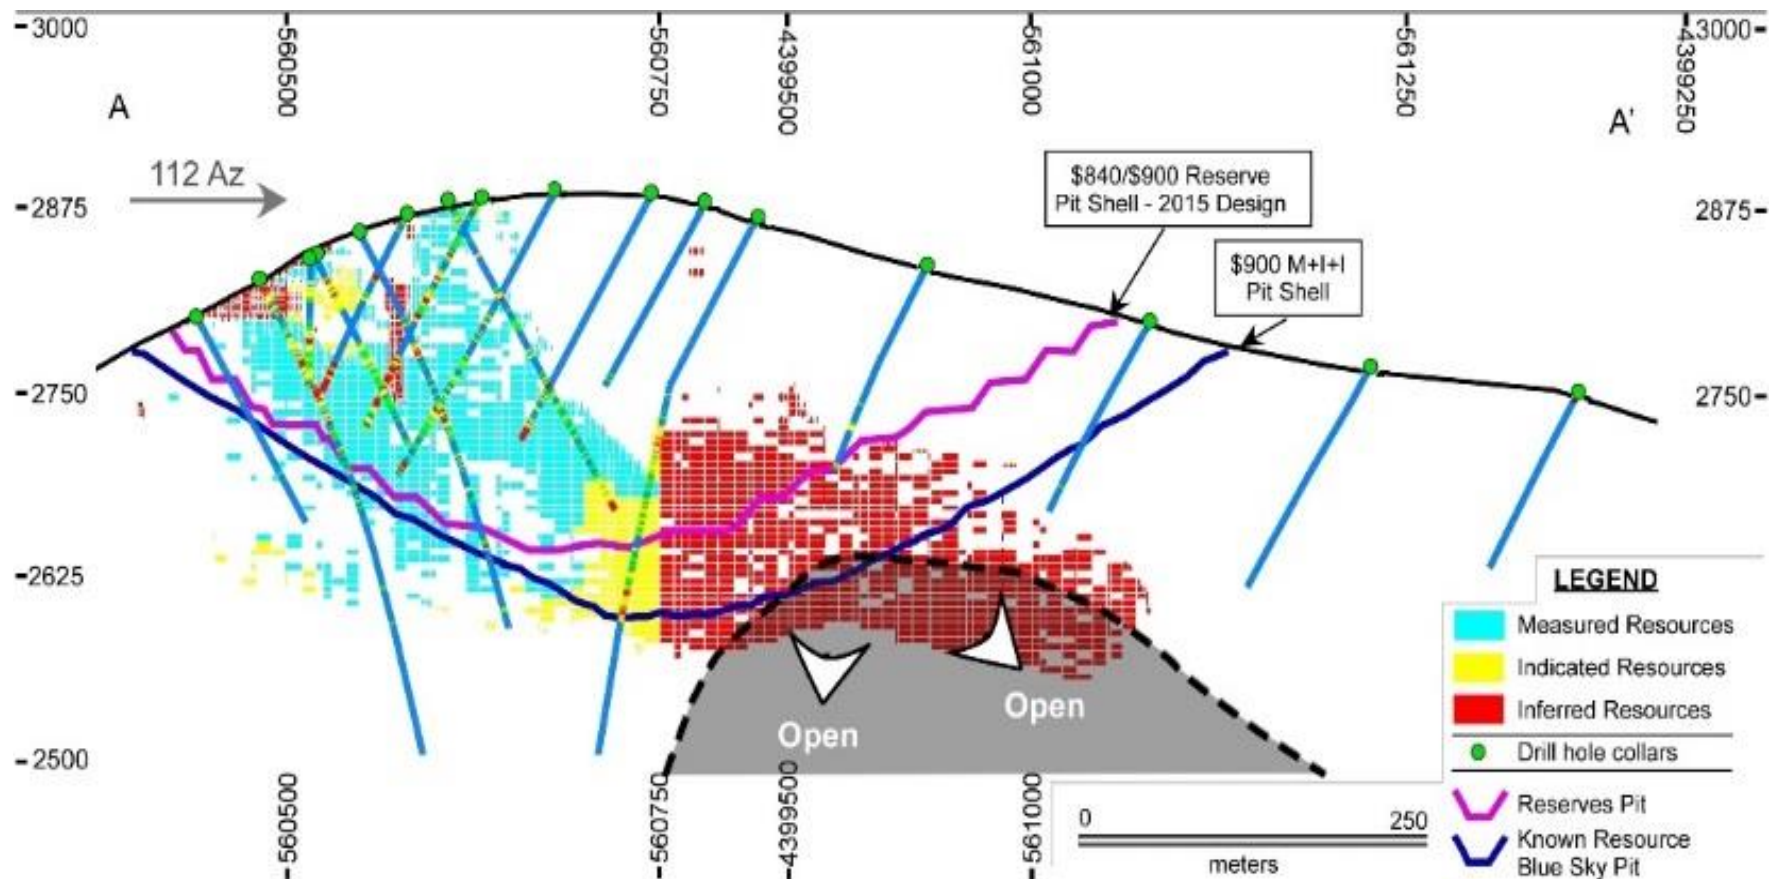 3000
560500
560750
4399500
561000
561250
4399250
3000
A
A'
112 Az
$840/$900 Reserve
Pit Shell - 2015 Design
$900 M+I+I
Pit Shell
2875
2875
2750
2750
2625
2500
Open
Open
LEGEND
Measured Resources
Indicated Resources
Inferred Resources
Drill hole collars
Reserves Pit
Known Resource
Blue Sky Pit
560500
560750
4399500
561000
0 250
meters